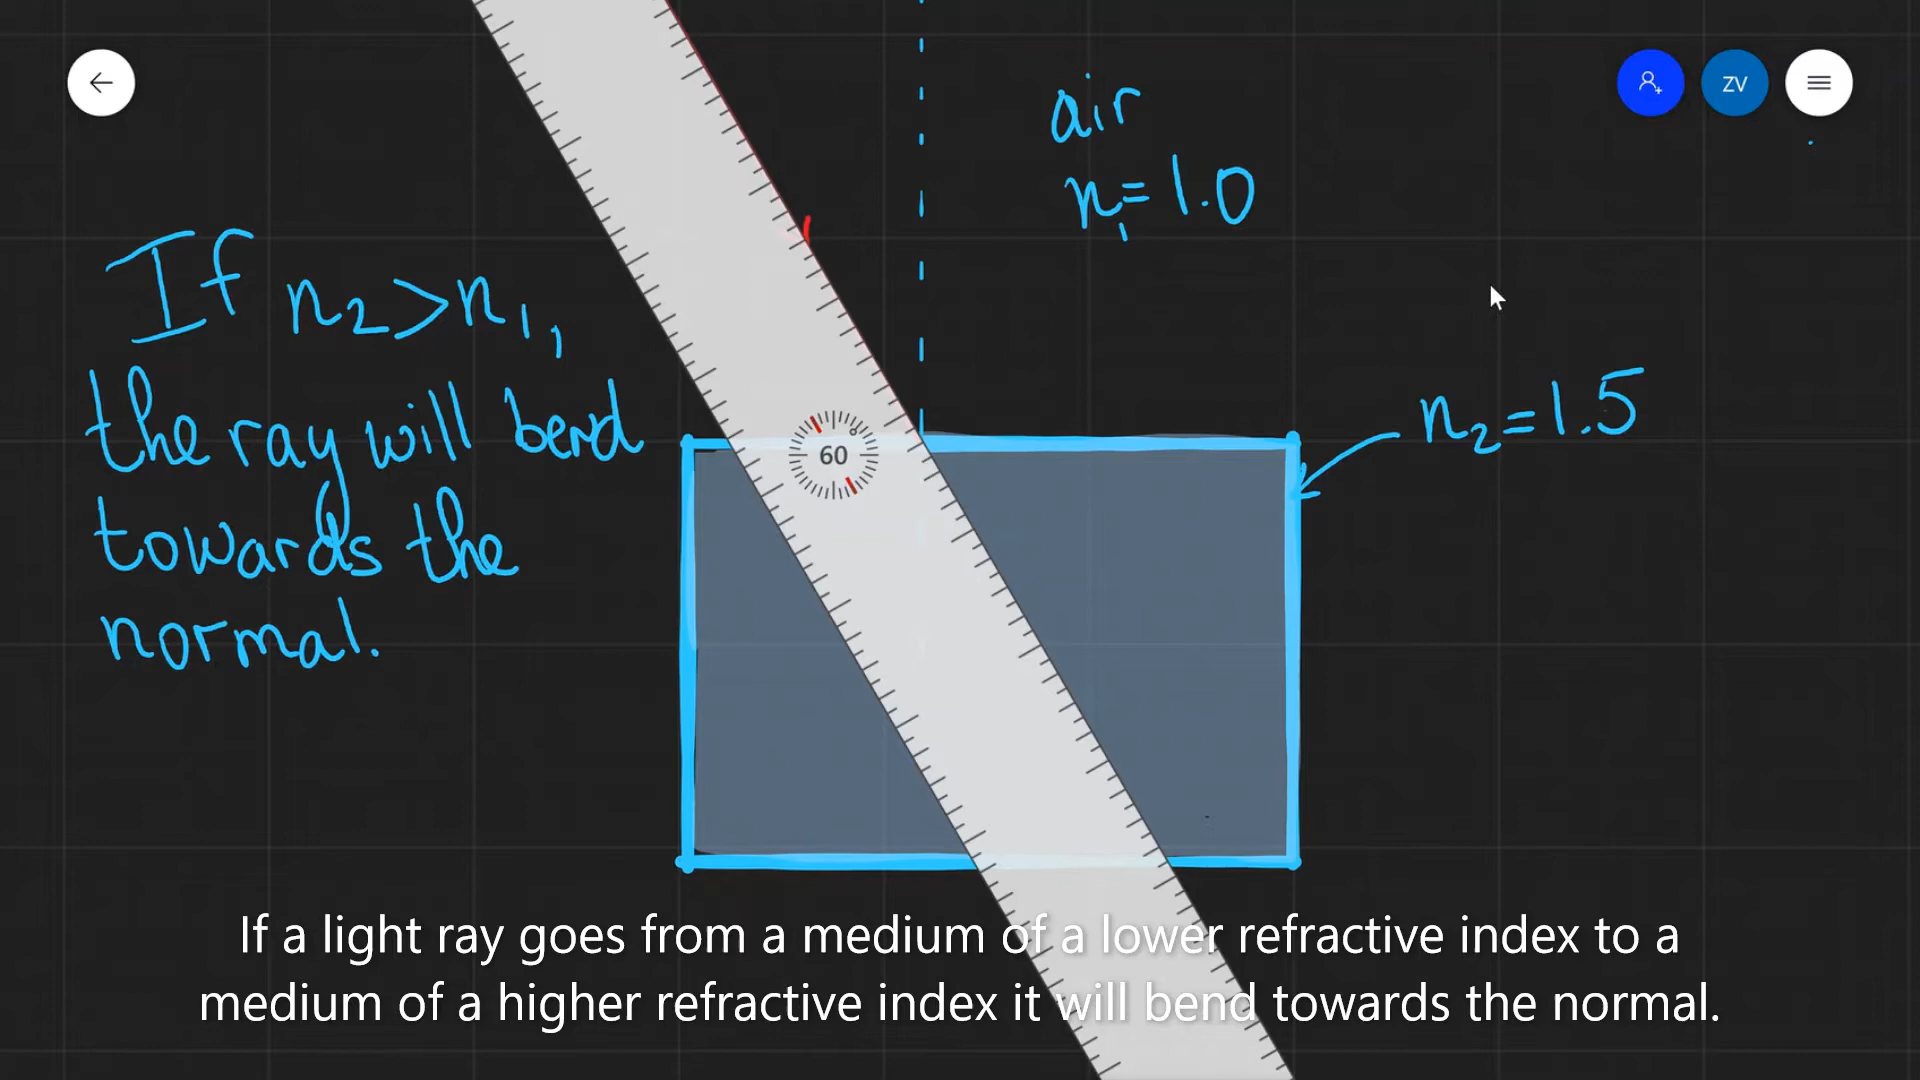 ZV
air
n₁=1.0
If n₂>n₁,
the ray will bend
towards the
normal.
n₂=1.5
60
If a light ray goes from a medium of a lower refractive index to a
medium of a higher refractive index it will bend towards the normal.